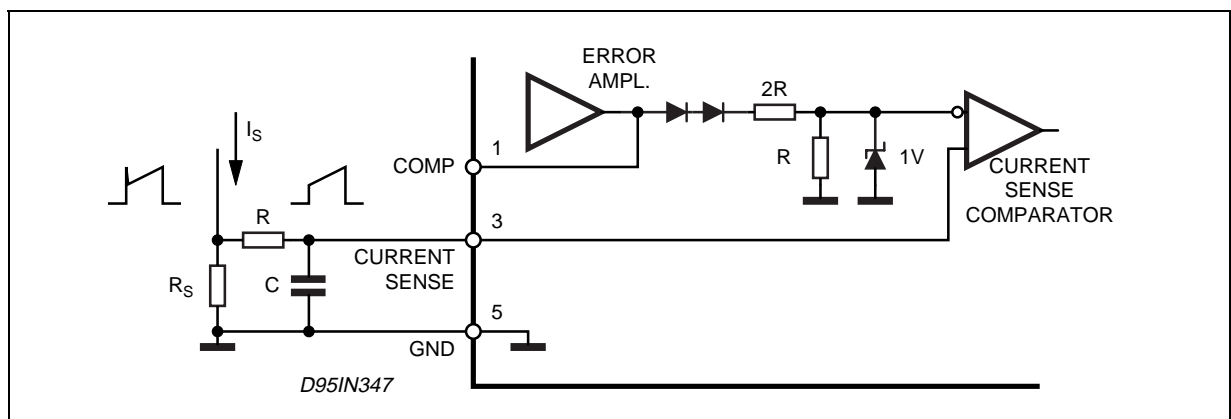 ERROR
AMPL.
2R
I_S
1
COMP
R
1V
CURRENT
SENSE
COMPARATOR
R
3
CURRENT
SENSE
R_S
C
5
GND
D95IN347